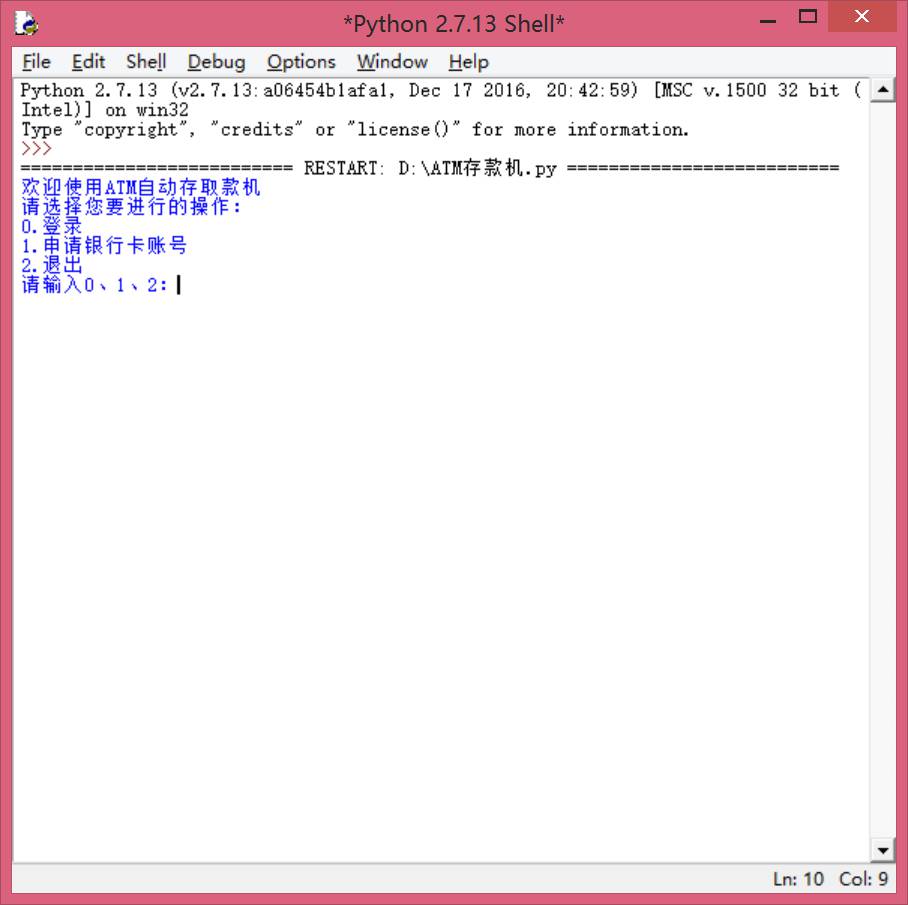 *Python 2.7.13 Shell*
File Edit Shell Debug Options Window Help
Python 2.7.13 (v2.7.13:a06454b1afa1, Dec 17 2016, 20:42:59) [MSC v.1500 32 bit (
Intel)] on win32
Type "copyright", "credits" or "license()" for more information.
>>>
========================== RESTART: D:\ATM存款机.py ==========================
欢迎使用ATM自动存取款机
请选择您要进行的操作:
0.登录
1.申请银行卡账号
2.退出
请输入0、1、2:
Ln: 10 Col: 9